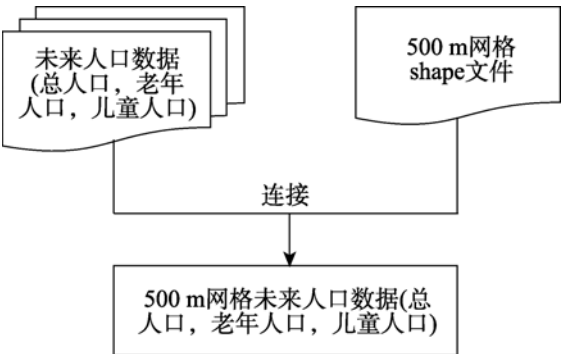 未来人口数据
(总人口，老年
人口，儿童人口)
500 m网格
shape文件
连接
500 m网格未来人口数据(总
人口，老年人口，儿童人口)